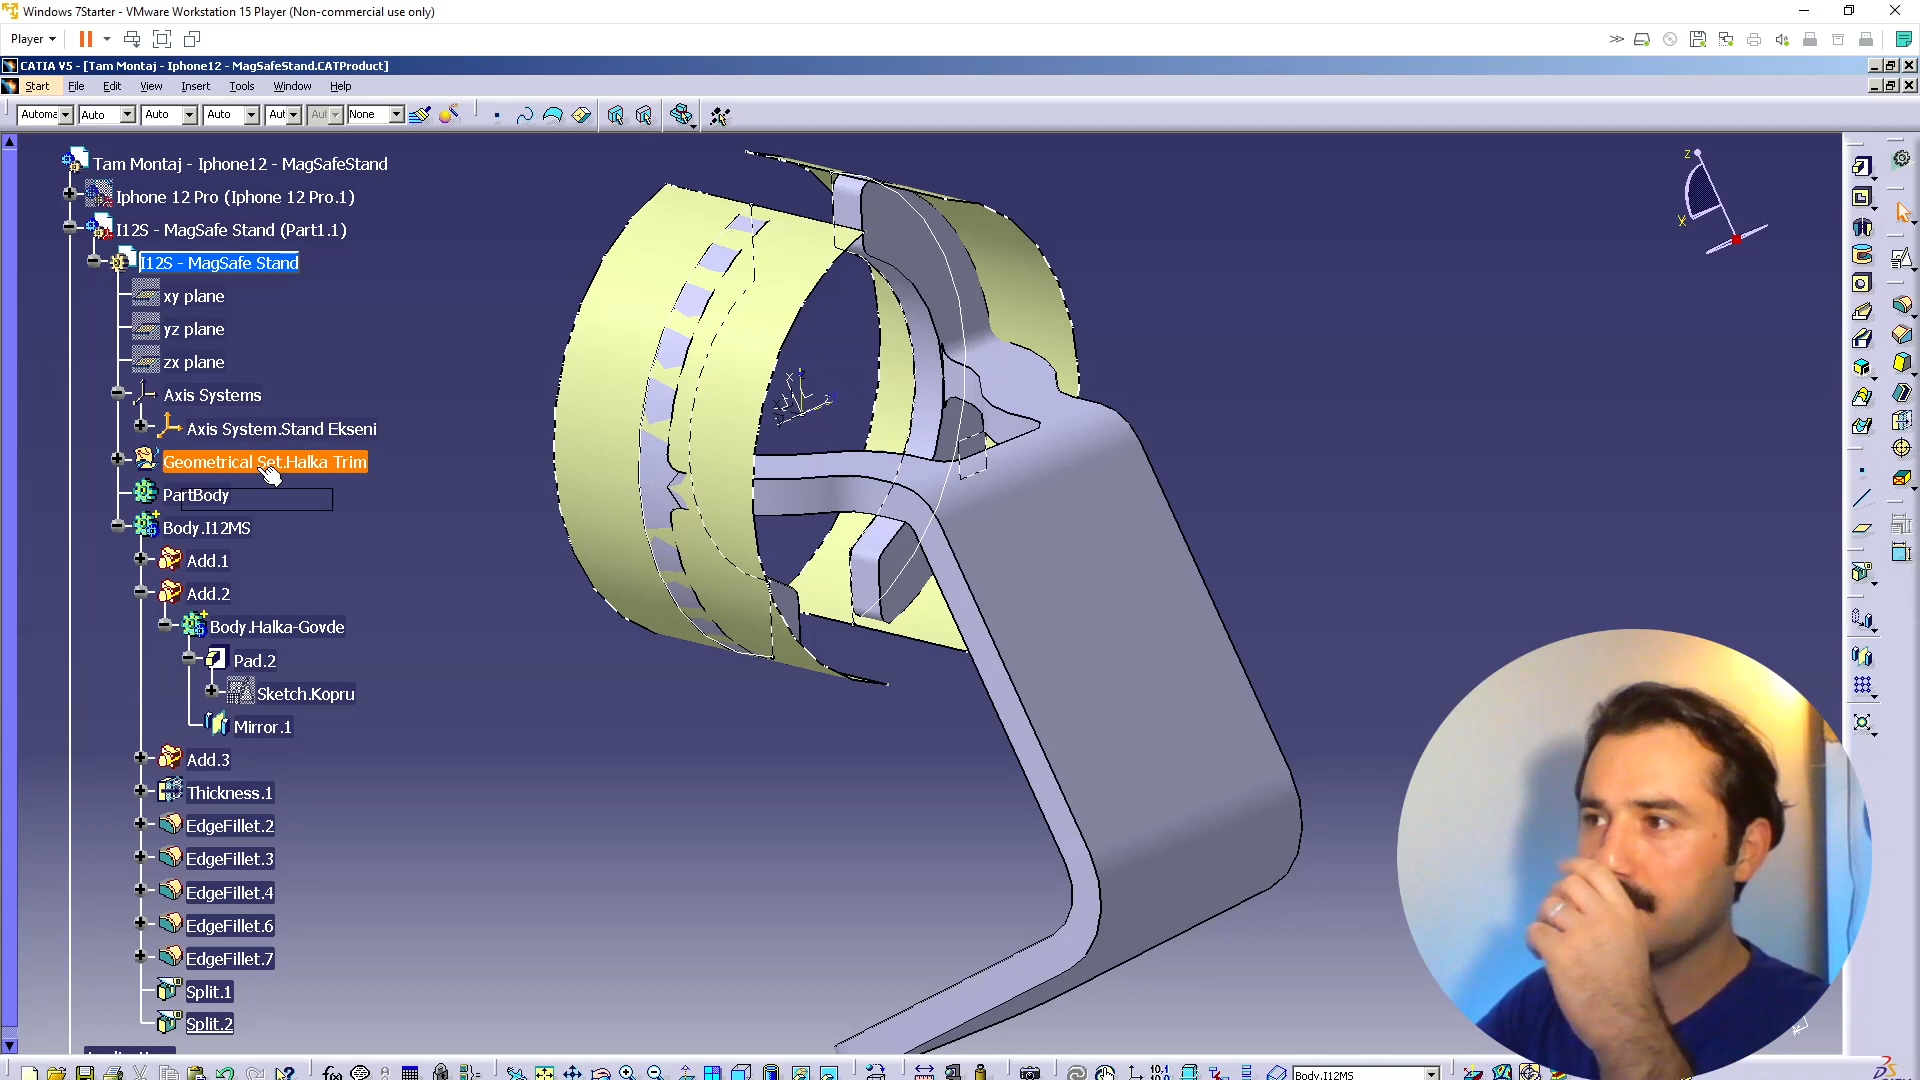 Windows 7Starter - VMware Workstation 15 Player (Non-commercial use only)
Player
CATIA V5 - [Tam Montaj - Iphone12 - MagSafeStand.CATProduct]
Start File Edit View Insert Tools Window Help
Automa Auto Auto Auto Aut Aut None
Tam Montaj - Iphone12 - MagSafeStand
Iphone 12 Pro (Iphone 12 Pro.1)
I12S - MagSafe Stand (Part1.1)
I12S - MagSafe Stand
xy plane
yz plane
zx plane
Axis Systems
Axis System.Stand Ekseni
Geometrical Set.Halka Trim
PartBody
Body.I12MS
Add.1
Add.2
Body.Halka-Govde
Pad.2
Sketch.Kopru
Mirror.1
Add.3
Thickness.1
EdgeFillet.2
EdgeFillet.3
EdgeFillet.4
EdgeFillet.6
EdgeFillet.7
Split.1
Split.2
z
y
Body.I12MS